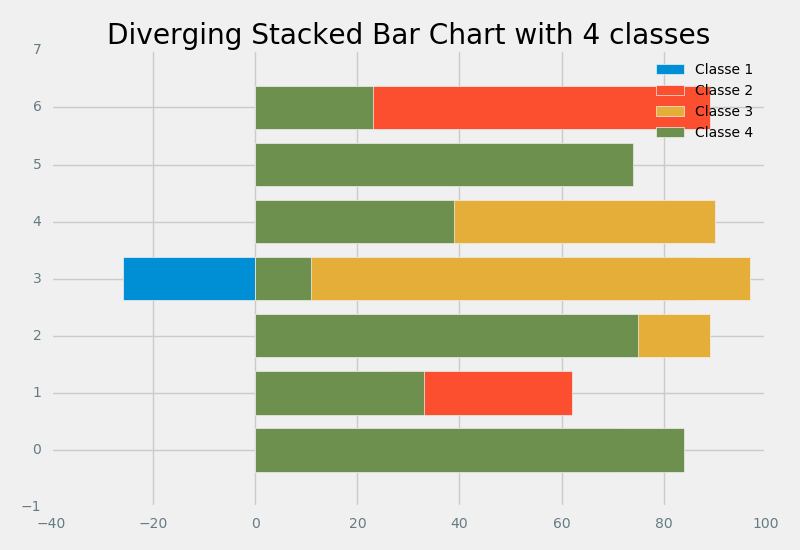 Diverging Stacked Bar Chart with 4 classes
7
6
5
4
3
2
1
0
−1
Classe 1
Classe 2
Classe 3
Classe 4
−40 −20 0 20 40 60 80 100